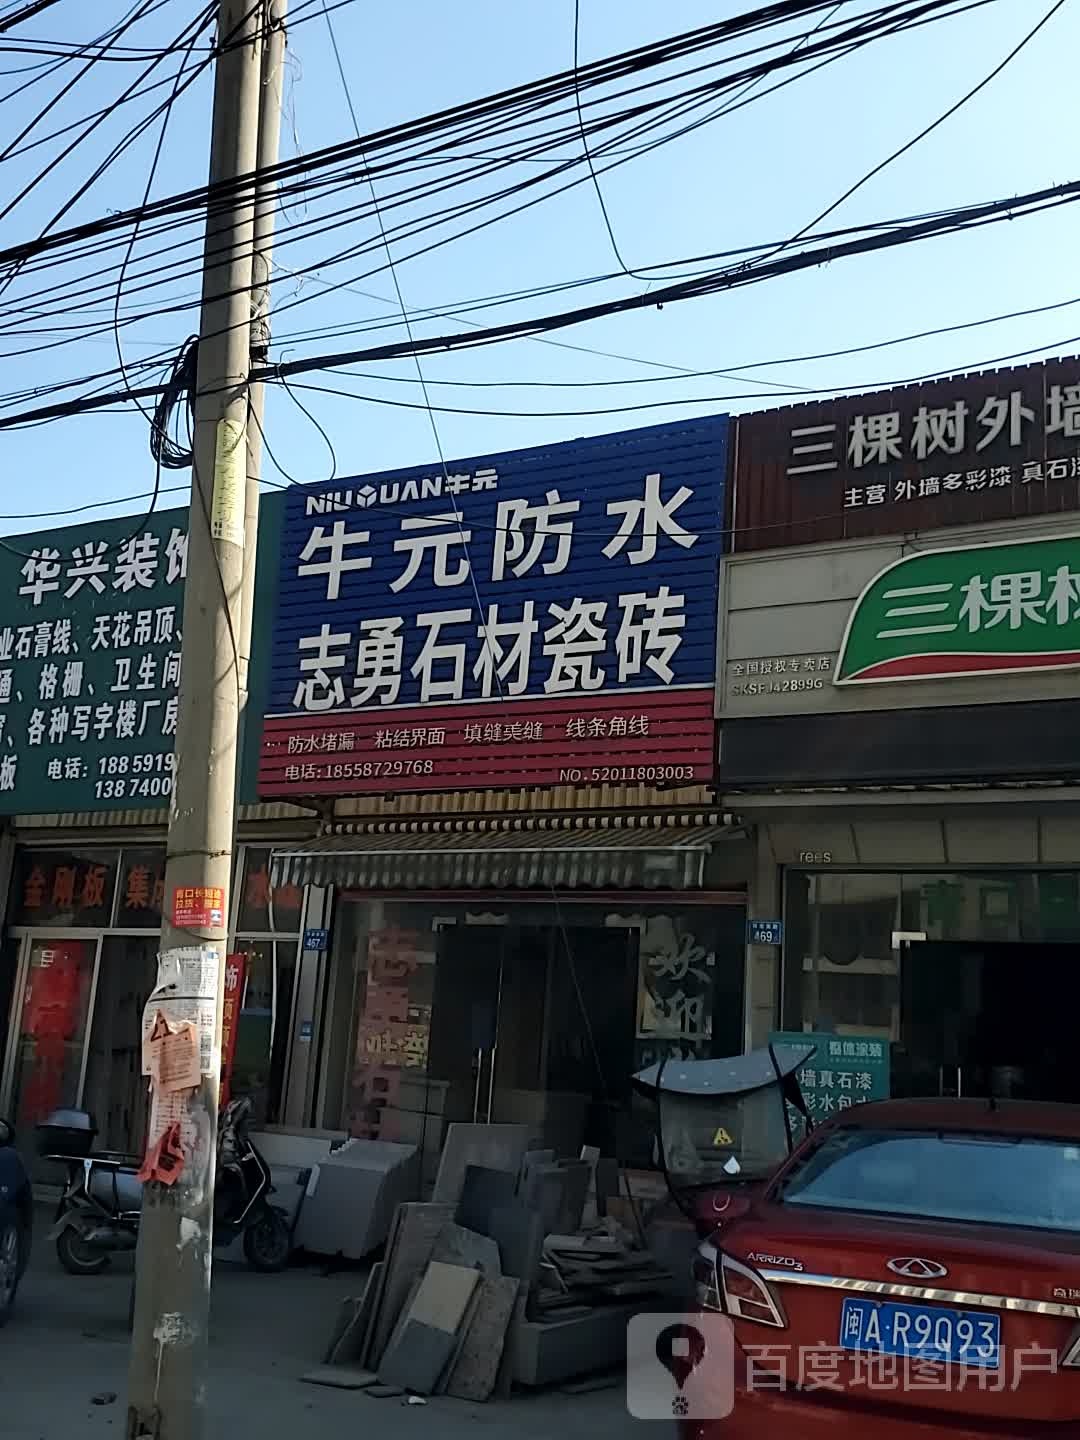 三棵树外墙
主营 外墙多彩漆 真石漆
NIUYUAN牛元
牛元防水
志勇石材瓷砖
防水堵漏 粘结界面 填缝美缝 线条角线
电话:18558729768
NO.52011803003
华兴装饰
业石膏线、天花吊顶、
通、格栅、卫生间
、各种写字楼厂房
板
电话: 1885919
1387400
三棵树
全国授权专卖店
SKSFJ42899G
rees
金刚板 集成
467
469
欢迎
墙真石漆
彩水包水
ARRIZO3
闽A·R9Q93
百度地图用户